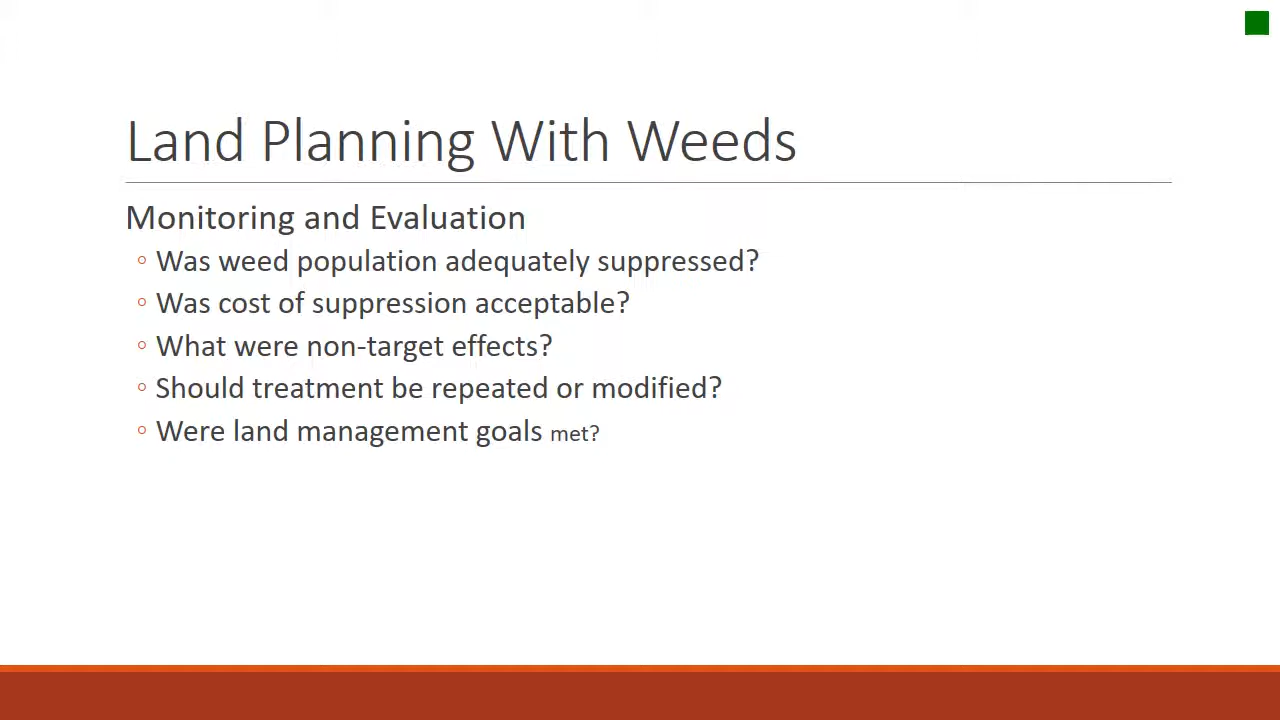 Land Planning With Weeds
Monitoring and Evaluation
◦ Was weed population adequately suppressed?
◦ Was cost of suppression acceptable?
◦ What were non-target effects?
◦ Should treatment be repeated or modified?
◦ Were land management goals met?